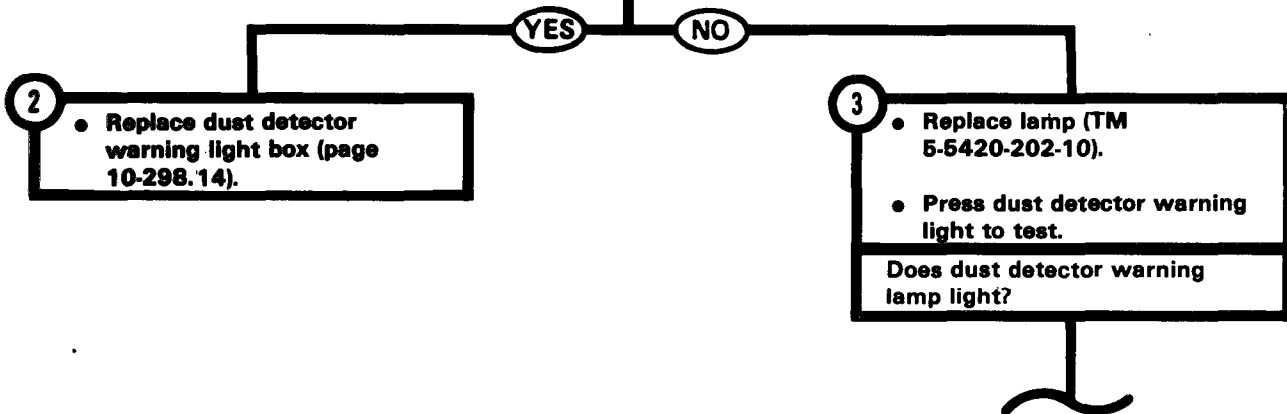 YES NO
2
• Replace dust detector
warning light box (page
10-298.14).
3
• Replace lamp (TM
5-5420-202-10).
• Press dust detector warning
light to test.
Does dust detector warning
lamp light?